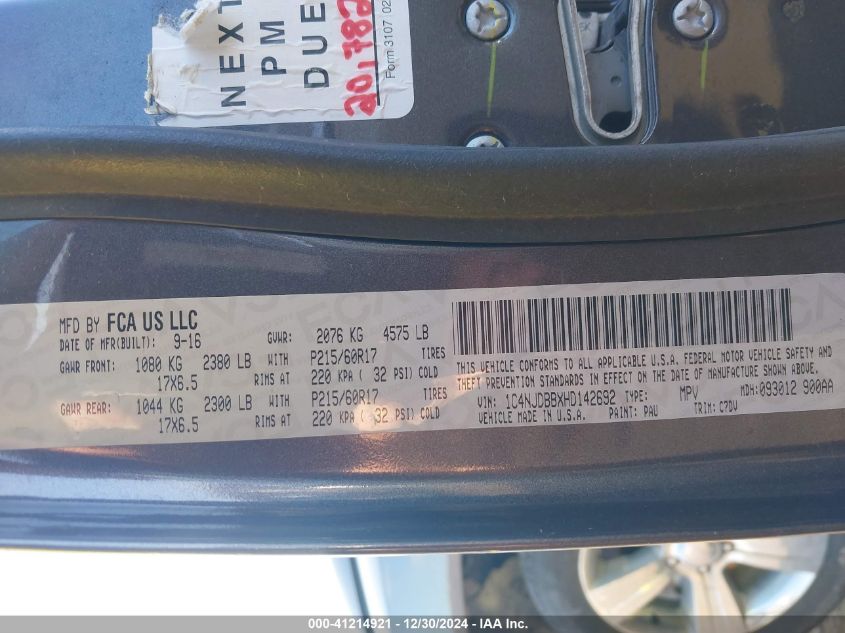 NEXT
PM
DUE
20,782
Form 3107 02
MFD BY FCA US LLC
DATE OF MFR(BUILT): 9-16 GVWR: 2076 KG 4575 LB
GAWR FRONT: 1080 KG 2380 LB WITH P215/60R17 TIRES
17X6.5 RIMS AT 220 KPA ( 32 PSI) COLD
GAWR REAR: 1044 KG 2300 LB WITH P215/60R17 TIRES
17X6.5 RIMS AT 220 KPA ( 32 PSI) COLD
THIS VEHICLE CONFORMS TO ALL APPLICABLE U.S.A. FEDERAL MOTOR VEHICLE SAFETY AND
THEFT PREVENTION STANDARDS IN EFFECT ON THE DATE OF MANUFACTURE SHOWN ABOVE.
VIN: 1C4NJDBBXHD142692 TYPE: MPV MDH: 093012 900AA
VEHICLE MADE IN U.S.A. PAINT: PAU TRIM: C7DV
000-41214921 - 12/30/2024 - IAA Inc.